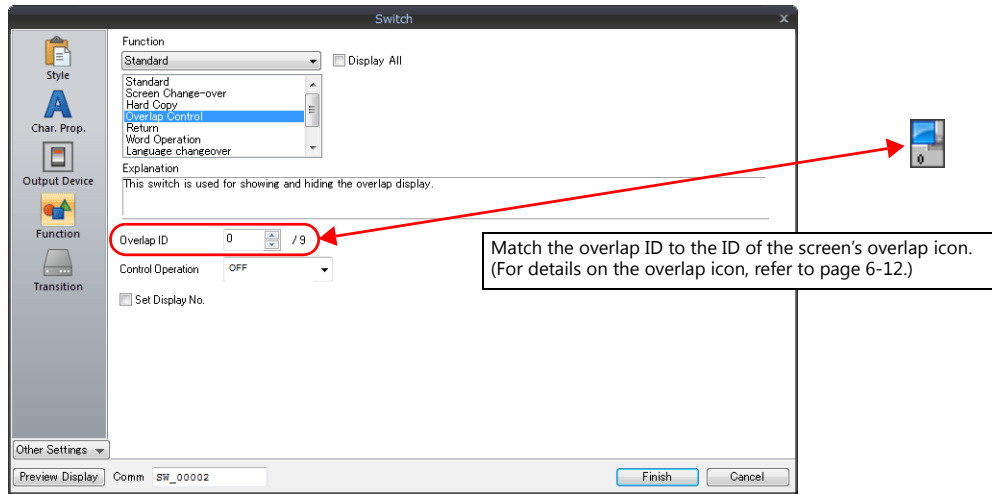 Switch
x
Style
Char. Prop.
Output Device
Function
Transition
Other Settings
Function
Standard
Display All
Standard
Screen Change-over
Hard Copy
Overlap Control
Return
Word Operation
Language changeover
Explanation
This switch is used for showing and hiding the overlap display.
Overlap ID 0 / 9
Control Operation OFF
Set Display No.
Preview Display Comm SW_00002 Finish Cancel
0
Match the overlap ID to the ID of the screen's overlap icon.
(For details on the overlap icon, refer to page 6-12.)